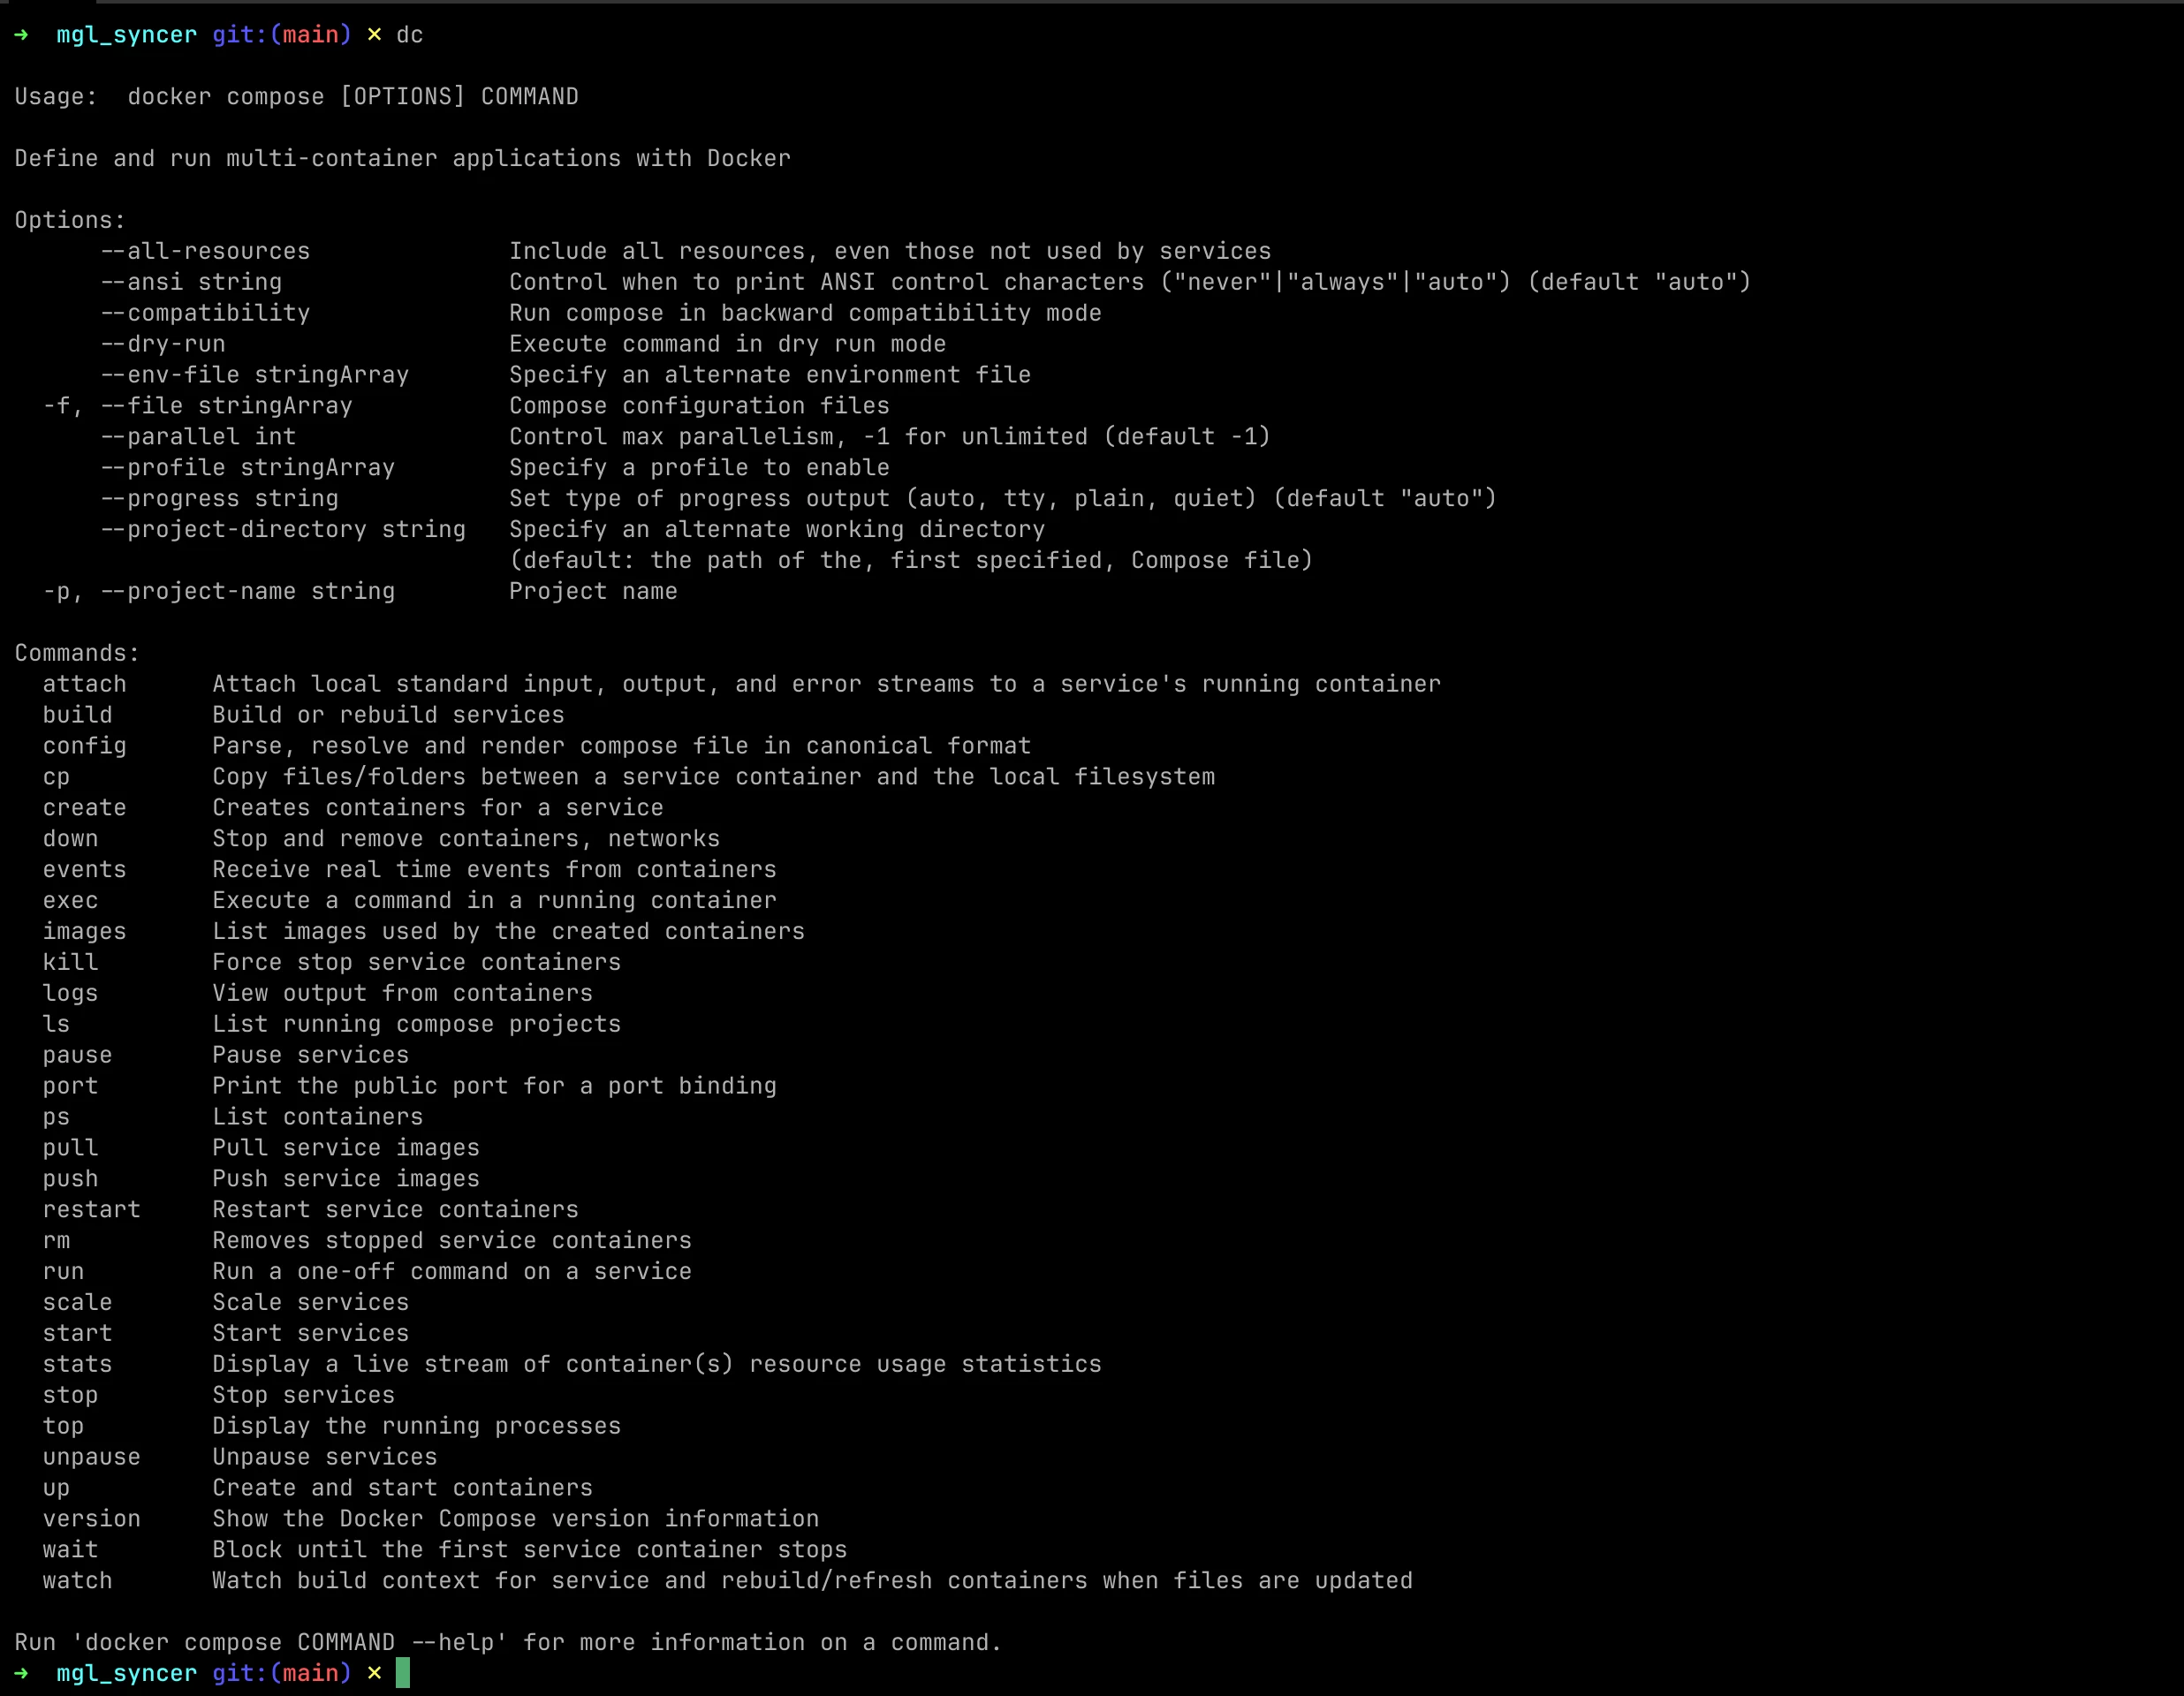 ➜  mgl_syncer git:(main) ✗ dc

Usage:  docker compose [OPTIONS] COMMAND

Define and run multi-container applications with Docker

Options:
      --all-resources              Include all resources, even those not used by services
      --ansi string                Control when to print ANSI control characters ("never"|"always"|"auto") (default "auto")
      --compatibility              Run compose in backward compatibility mode
      --dry-run                    Execute command in dry run mode
      --env-file stringArray       Specify an alternate environment file
  -f, --file stringArray           Compose configuration files
      --parallel int               Control max parallelism, -1 for unlimited (default -1)
      --profile stringArray        Specify a profile to enable
      --progress string            Set type of progress output (auto, tty, plain, quiet) (default "auto")
      --project-directory string   Specify an alternate working directory
                                   (default: the path of the, first specified, Compose file)
  -p, --project-name string        Project name

Commands:
  attach      Attach local standard input, output, and error streams to a service's running container
  build       Build or rebuild services
  config      Parse, resolve and render compose file in canonical format
  cp          Copy files/folders between a service container and the local filesystem
  create      Creates containers for a service
  down        Stop and remove containers, networks
  events      Receive real time events from containers
  exec        Execute a command in a running container
  images      List images used by the created containers
  kill        Force stop service containers
  logs        View output from containers
  ls          List running compose projects
  pause       Pause services
  port        Print the public port for a port binding
  ps          List containers
  pull        Pull service images
  push        Push service images
  restart     Restart service containers
  rm          Removes stopped service containers
  run         Run a one-off command on a service
  scale       Scale services
  start       Start services
  stats       Display a live stream of container(s) resource usage statistics
  stop        Stop services
  top         Display the running processes
  unpause     Unpause services
  up          Create and start containers
  version     Show the Docker Compose version information
  wait        Block until the first service container stops
  watch       Watch build context for service and rebuild/refresh containers when files are updated

Run 'docker compose COMMAND --help' for more information on a command.
➜  mgl_syncer git:(main) ✗